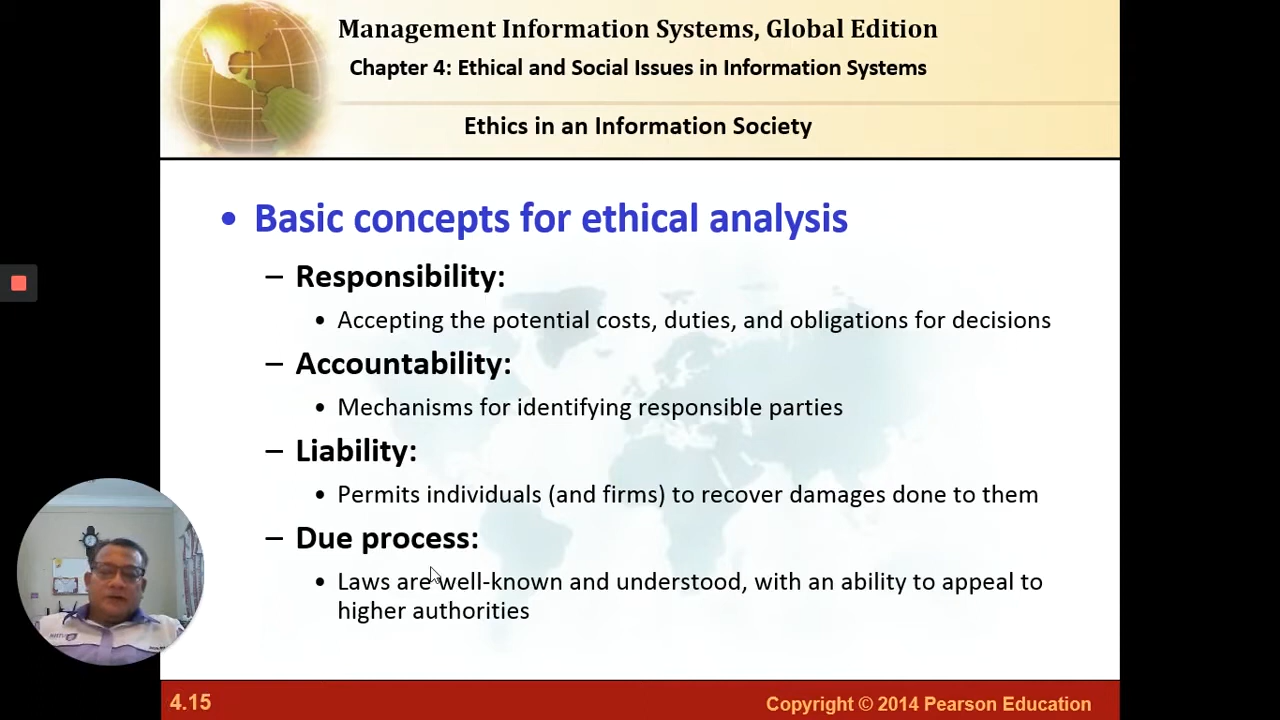 Management Information Systems, Global Edition
Chapter 4: Ethical and Social Issues in Information Systems
Ethics in an Information Society
• Basic concepts for ethical analysis
– Responsibility:
• Accepting the potential costs, duties, and obligations for decisions
– Accountability:
• Mechanisms for identifying responsible parties
– Liability:
• Permits individuals (and firms) to recover damages done to them
– Due process:
• Laws are well-known and understood, with an ability to appeal to
higher authorities
4.15
Copyright © 2014 Pearson Education